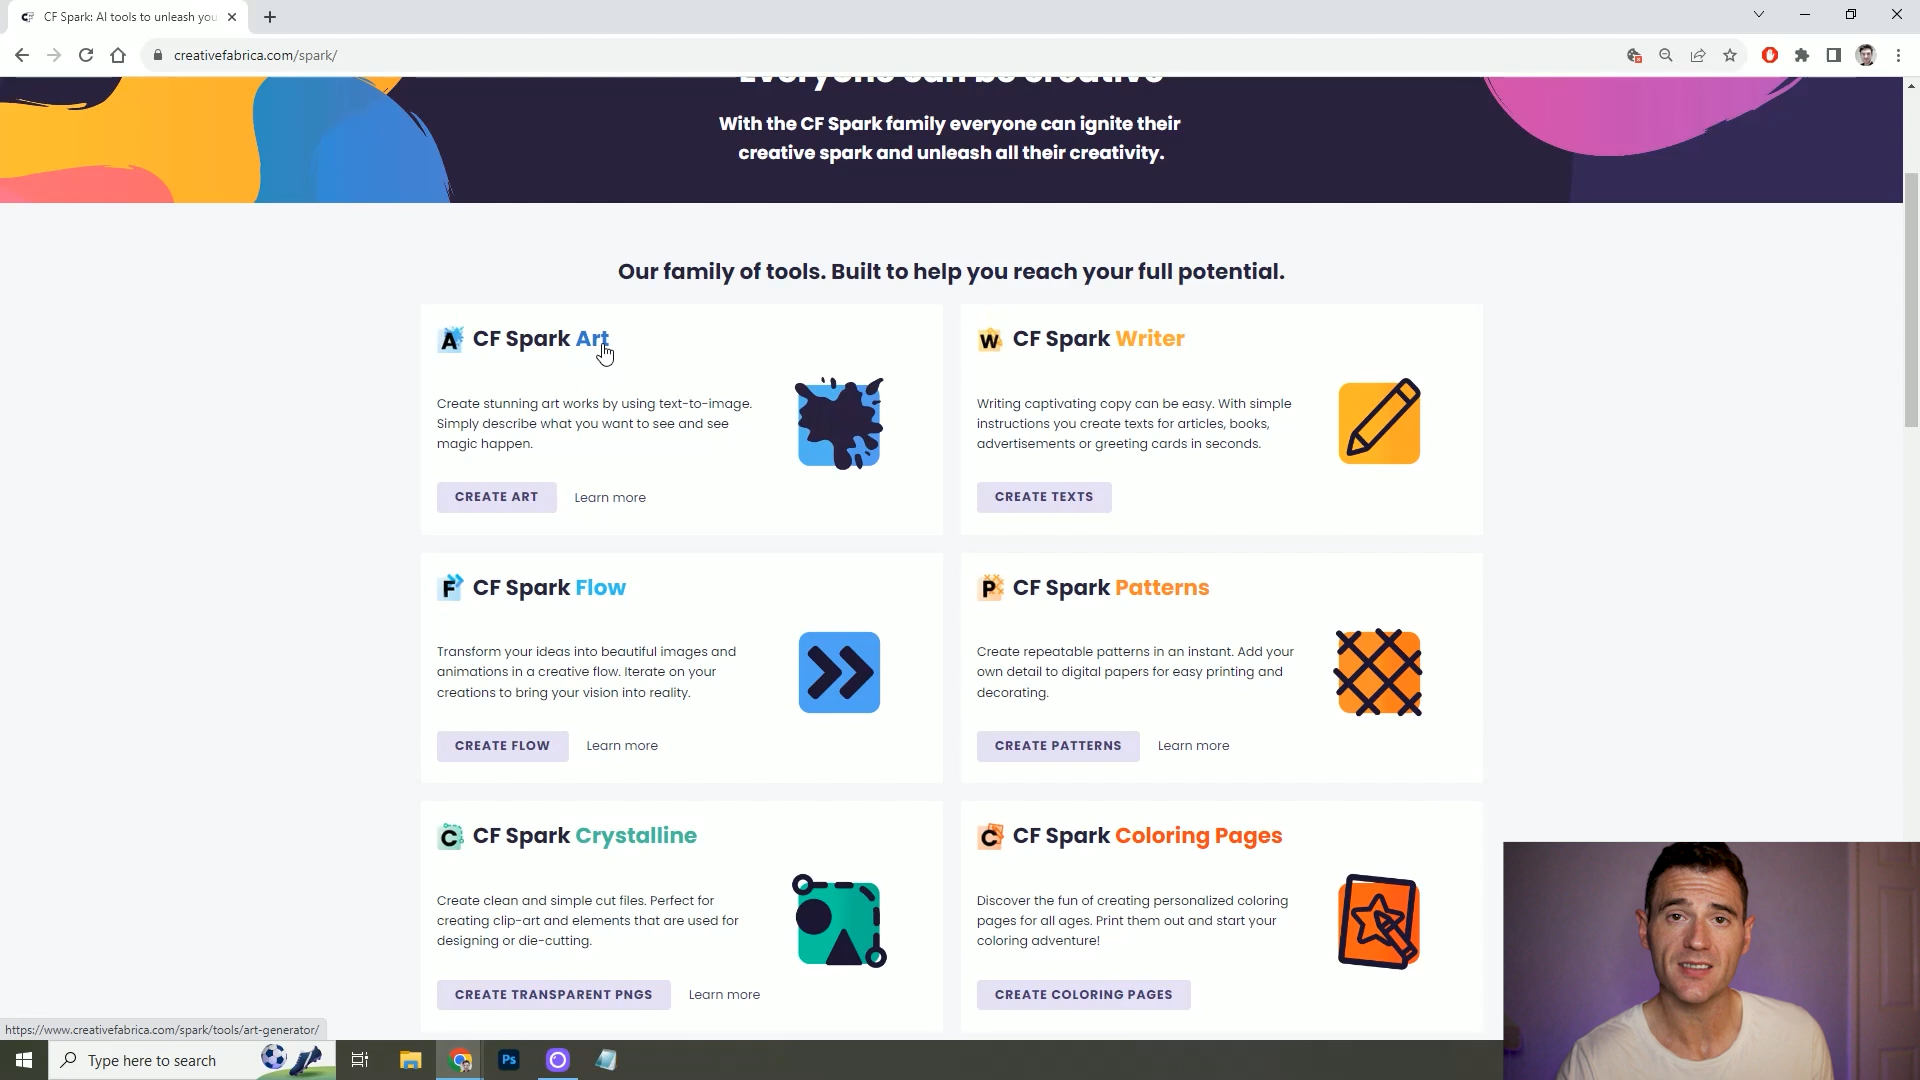 CF Spark: AI tools to unleash you
creativefabrica.com/spark/
Everyone can be creative
With the CF Spark family everyone can ignite their
creative spark and unleash all their creativity.
Our family of tools. Built to help you reach your full potential.
A CF Spark Art
Create stunning art works by using text-to-image.
Simply describe what you want to see and see
magic happen.
CREATE ART Learn more
W CF Spark Writer
Writing captivating copy can be easy. With simple
instructions you create texts for articles, books,
advertisements or greeting cards in seconds.
CREATE TEXTS
F CF Spark Flow
Transform your ideas into beautiful images and
animations in a creative flow. Iterate on your
creations to bring your vision into reality.
CREATE FLOW Learn more
P CF Spark Patterns
Create repeatable patterns in an instant. Add your
own detail to digital papers for easy printing and
decorating.
CREATE PATTERNS Learn more
C CF Spark Crystalline
Create clean and simple cut files. Perfect for
creating clip-art and elements that are used for
designing or die-cutting.
CREATE TRANSPARENT PNGS Learn more
C CF Spark Coloring Pages
Discover the fun of creating personalized coloring
pages for all ages. Print them out and start your
coloring adventure!
CREATE COLORING PAGES
https://www.creativefabrica.com/spark/tools/art-generator/
Type here to search
Ps